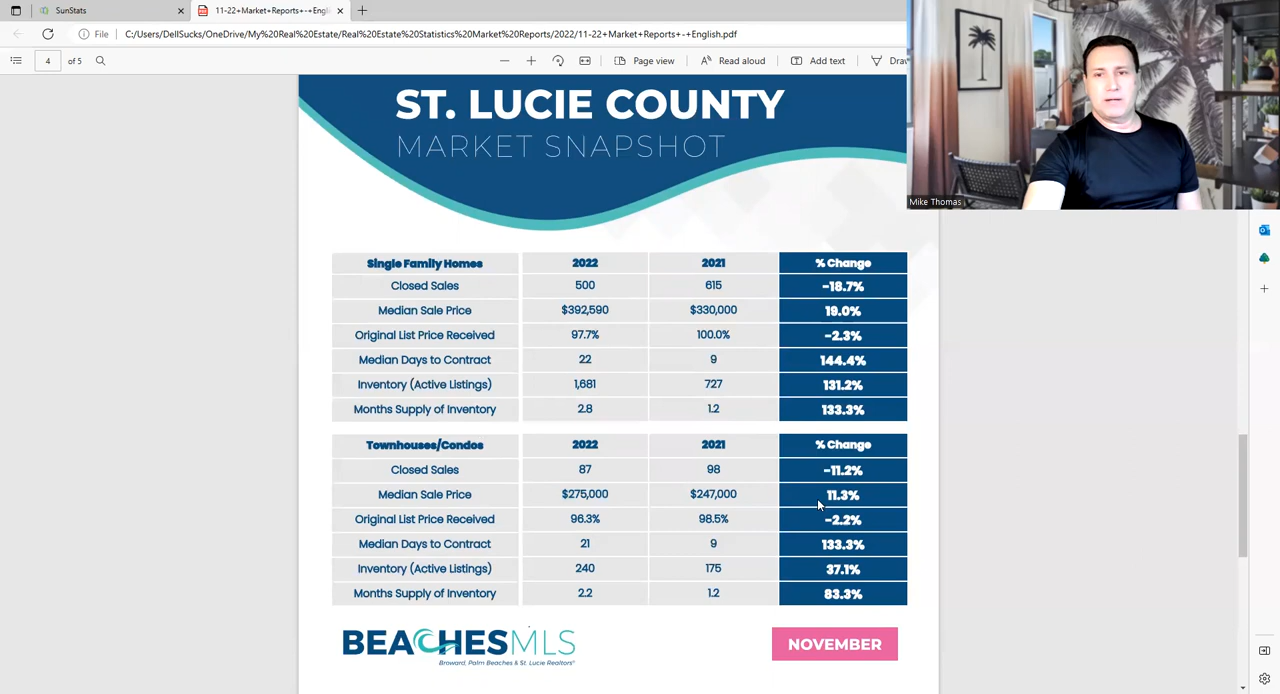 SunStats
11-22+Market+Reports+-+Engli
File
C:/Users/DellSucks/OneDrive/My%20Real%20Estate/Real%20Estate%20Statistics%20Market%20Reports/2022/11-22+Market+Reports+-+English.pdf
4 of 5
Page view
Read aloud
Add text
Draw
Mike Thomas
ST. LUCIE COUNTY
MARKET SNAPSHOT
Single Family Homes 2022 2021 % Change
Closed Sales 500 615 -18.7%
Median Sale Price $392,590 $330,000 19.0%
Original List Price Received 97.7% 100.0% -2.3%
Median Days to Contract 22 9 144.4%
Inventory (Active Listings) 1,681 727 131.2%
Months Supply of Inventory 2.8 1.2 133.3%
Townhouses/Condos 2022 2021 % Change
Closed Sales 87 98 -11.2%
Median Sale Price $275,000 $247,000 11.3%
Original List Price Received 96.3% 98.5% -2.2%
Median Days to Contract 21 9 133.3%
Inventory (Active Listings) 240 175 37.1%
Months Supply of Inventory 2.2 1.2 83.3%
BEACHESMLS
Broward, Palm Beaches & St. Lucie Realtors®
NOVEMBER